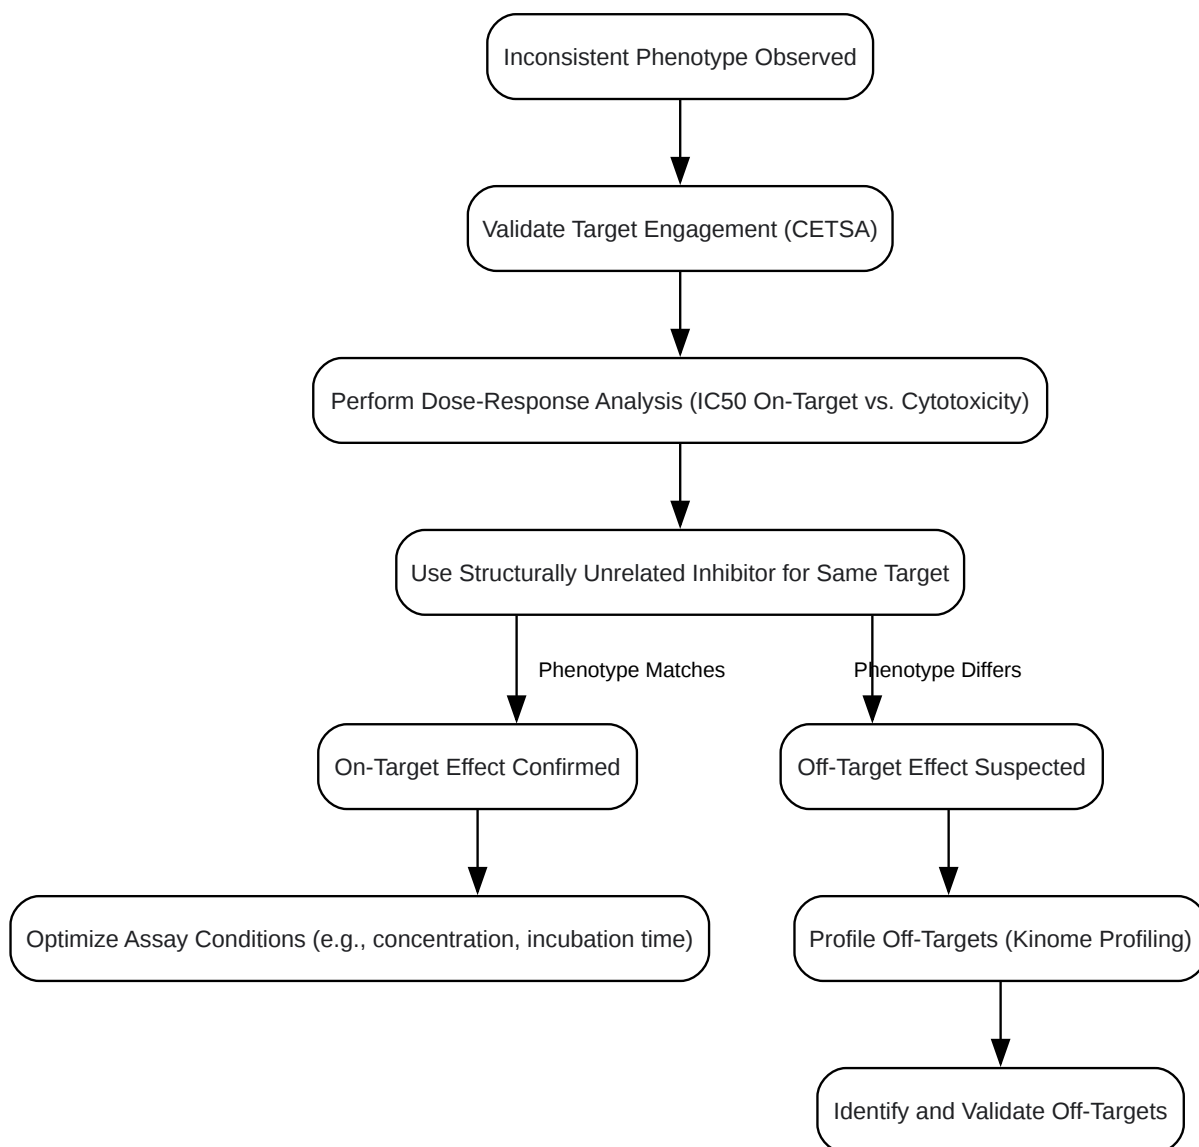 Inconsistent Phenotype Observed
Validate Target Engagement (CETSA)
Perform Dose-Response Analysis (IC50 On-Target vs. Cytotoxicity)
Use Structurally Unrelated Inhibitor for Same Target
Phenotype Matches
Phenotype Differs
On-Target Effect Confirmed
Off-Target Effect Suspected
Optimize Assay Conditions (e.g., concentration, incubation time)
Profile Off-Targets (Kinome Profiling)
Identify and Validate Off-Targets